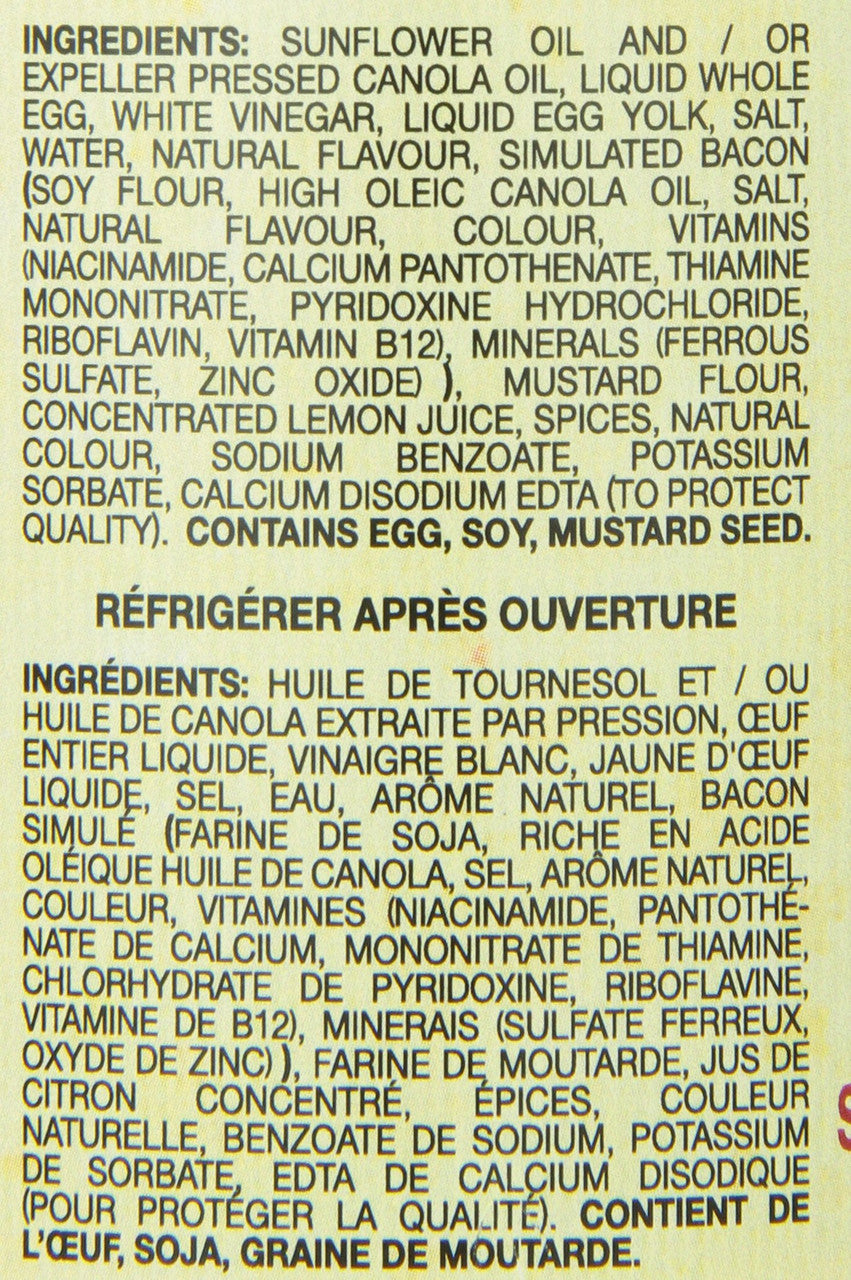 INGREDIENTS: SUNFLOWER OIL AND / OR
EXPELLER PRESSED CANOLA OIL, LIQUID WHOLE
EGG, WHITE VINEGAR, LIQUID EGG YOLK, SALT,
WATER, NATURAL FLAVOUR, SIMULATED BACON
(SOY FLOUR, HIGH OLEIC CANOLA OIL, SALT,
NATURAL FLAVOUR, COLOUR, VITAMINS
(NIACINAMIDE, CALCIUM PANTOTHENATE, THIAMINE
MONONITRATE, PYRIDOXINE HYDROCHLORIDE,
RIBOFLAVIN, VITAMIN B12), MINERALS (FERROUS
SULFATE, ZINC OXIDE) ), MUSTARD FLOUR,
CONCENTRATED LEMON JUICE, SPICES, NATURAL
COLOUR, SODIUM BENZOATE, POTASSIUM
SORBATE, CALCIUM DISODIUM EDTA (TO PROTECT
QUALITY). CONTAINS EGG, SOY, MUSTARD SEED.
RÉFRIGÉRER APRÈS OUVERTURE
INGRÉDIENTS: HUILE DE TOURNESOL ET / OU
HUILE DE CANOLA EXTRAITE PAR PRESSION, ŒUF
ENTIER LIQUIDE, VINAIGRE BLANC, JAUNE D'ŒUF
LIQUIDE, SEL, EAU, ARÔME NATUREL, BACON
SIMULÉ (FARINE DE SOJA, RICHE EN ACIDE
OLÉIQUE HUILE DE CANOLA, SEL, ARÔME NATUREL,
COULEUR, VITAMINES (NIACINAMIDE, PANTOTHÉ-
NATE DE CALCIUM, MONONITRATE DE THIAMINE,
CHLORHYDRATE DE PYRIDOXINE, RIBOFLAVINE,
VITAMINE DE B12), MINERAIS (SULFATE FERREUX,
OXYDE DE ZINC) ), FARINE DE MOUTARDE, JUS DE
CITRON CONCENTRÉ, ÉPICES, COULEUR
NATURELLE, BENZOATE DE SODIUM, POTASSIUM
DE SORBATE, EDTA DE CALCIUM DISODIQUE
(POUR PROTÉGER LA QUALITÉ). CONTIENT DE
L'ŒUF, SOJA, GRAINE DE MOUTARDE.